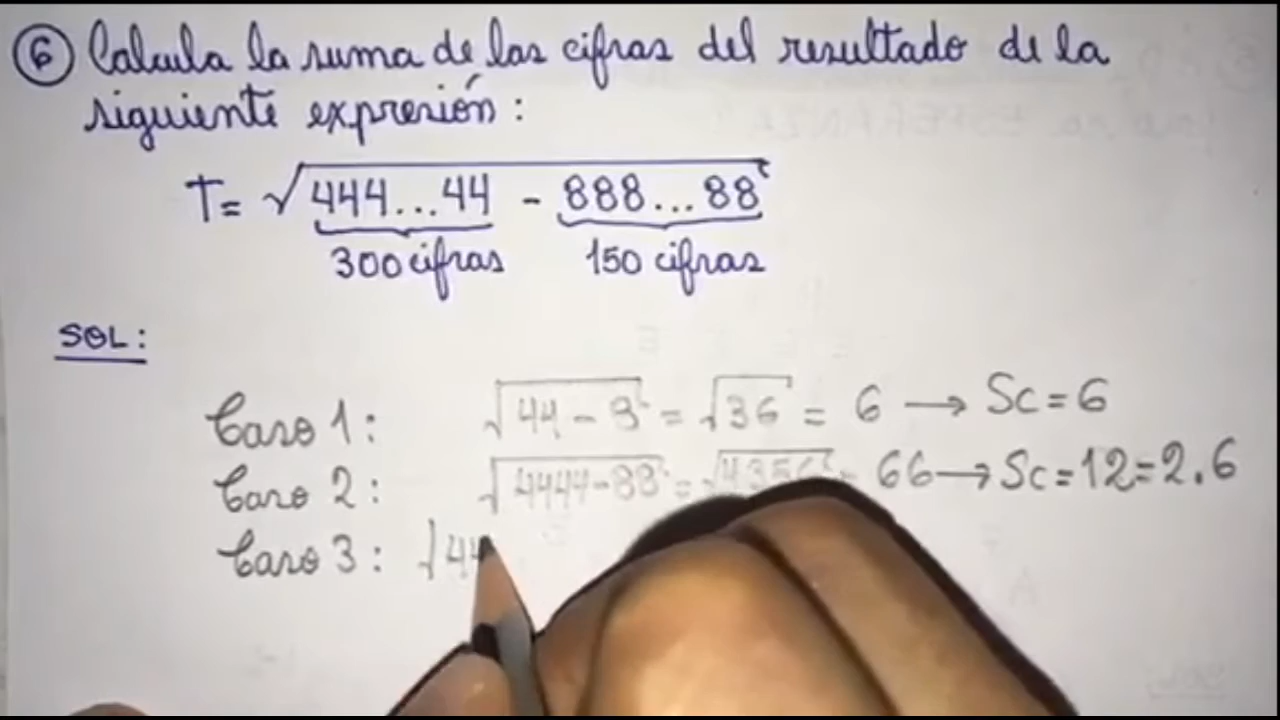 6 Calcula la suma de las cifras del resultado de la
siguiente expresión:
T = √444...44 - 888...88
300 cifras 150 cifras
SOL:
Caso 1: √44 - 8 = √36 = 6 → Sc = 6
Caso 2: √4444 - 88 = √4356 = 66 → Sc = 12 = 2.6
Caso 3: √44